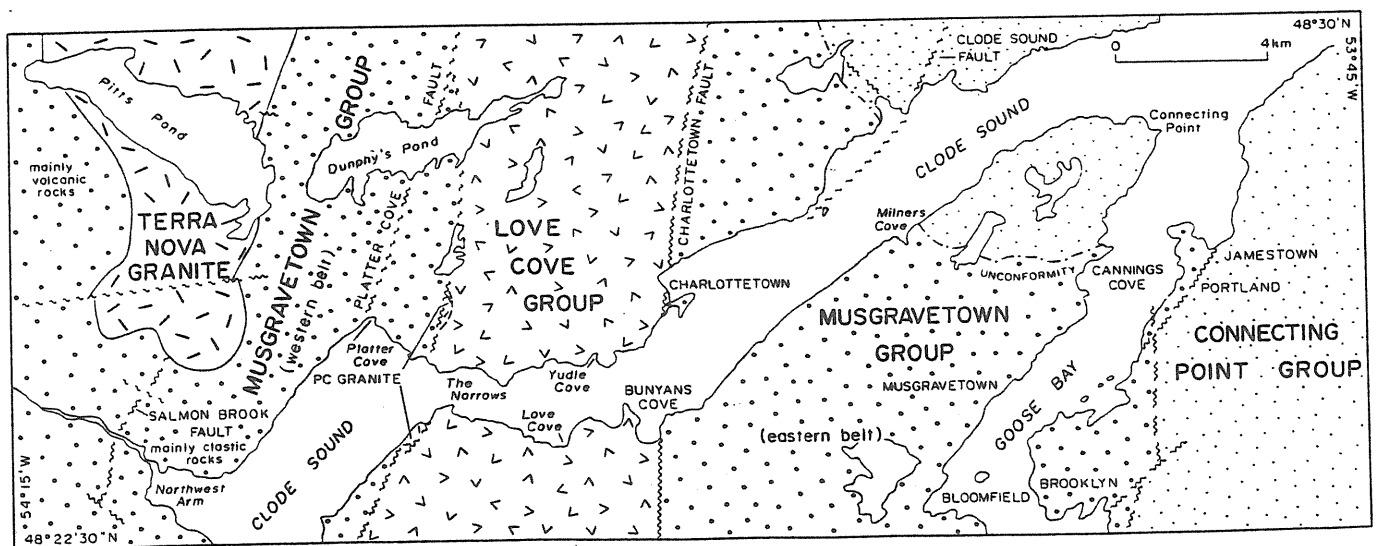 48°30'N
53°45'W
0 4km
CLODE SOUND
FAULT
Pitts
Pond
GROUP
FAULT
Dunphy's Pond
CHARLOTTETOWN FAULT
CLODE SOUND
Connecting
Point
mainly
volcanic
rocks
TERRA
NOVA
GRANITE
MUSGRAVETOWN
(western belt)
PLATTER COVE
LOVE
COVE
GROUP
Milners
Cove
UNCONFORMITY
CANNINGS
COVE
JAMESTOWN
PORTLAND
CHARLOTTETOWN
MUSGRAVETOWN
GROUP
CONNECTING
POINT GROUP
Platter
Cove
PC GRANITE
The
Narrows
Yudle
Cove
BUNYANS
COVE
MUSGRAVETOWN
GOOSE BAY
SALMON BROOK
FAULT
mainly clastic
rocks
CLODE SOUND
Love
Cove
(eastern belt)
Northwest
Arm
BLOOMFIELD
BROOKLYN
54°15'W
48°22'30"N